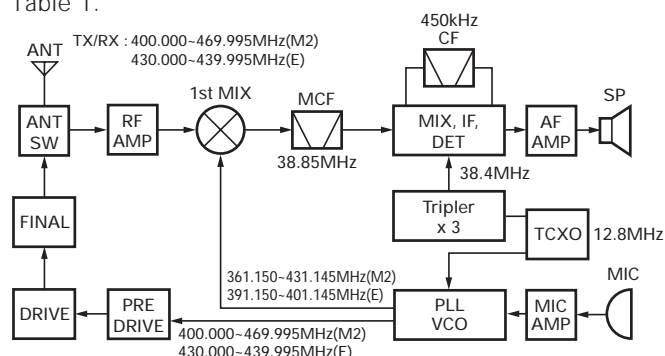 Table 1.
450kHz
CF
TX/RX : 400.000~469.995MHz(M2)
430.000~439.995MHz(E)
ANT
1st MIX
MCF
SP
ANT
SW
RF
AMP
MIX, IF,
DET
AF
AMP
38.85MHz
38.4MHz
FINAL
Tripler
x 3
TCXO
12.8MHz
361.150~431.145MHz(M2)
391.150~401.145MHz(E)
MIC
DRIVE
PRE
DRIVE
PLL
VCO
MIC
AMP
400.000~469.995MHz(M2)
430.000~439.995MHz(E)